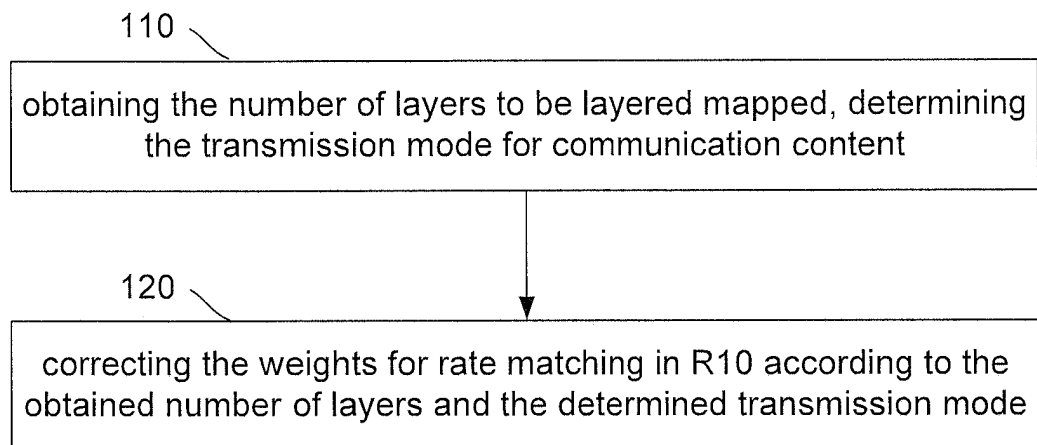 110
obtaining the number of layers to be layered mapped, determining
the transmission mode for communication content
120
correcting the weights for rate matching in R10 according to the
obtained number of layers and the determined transmission mode